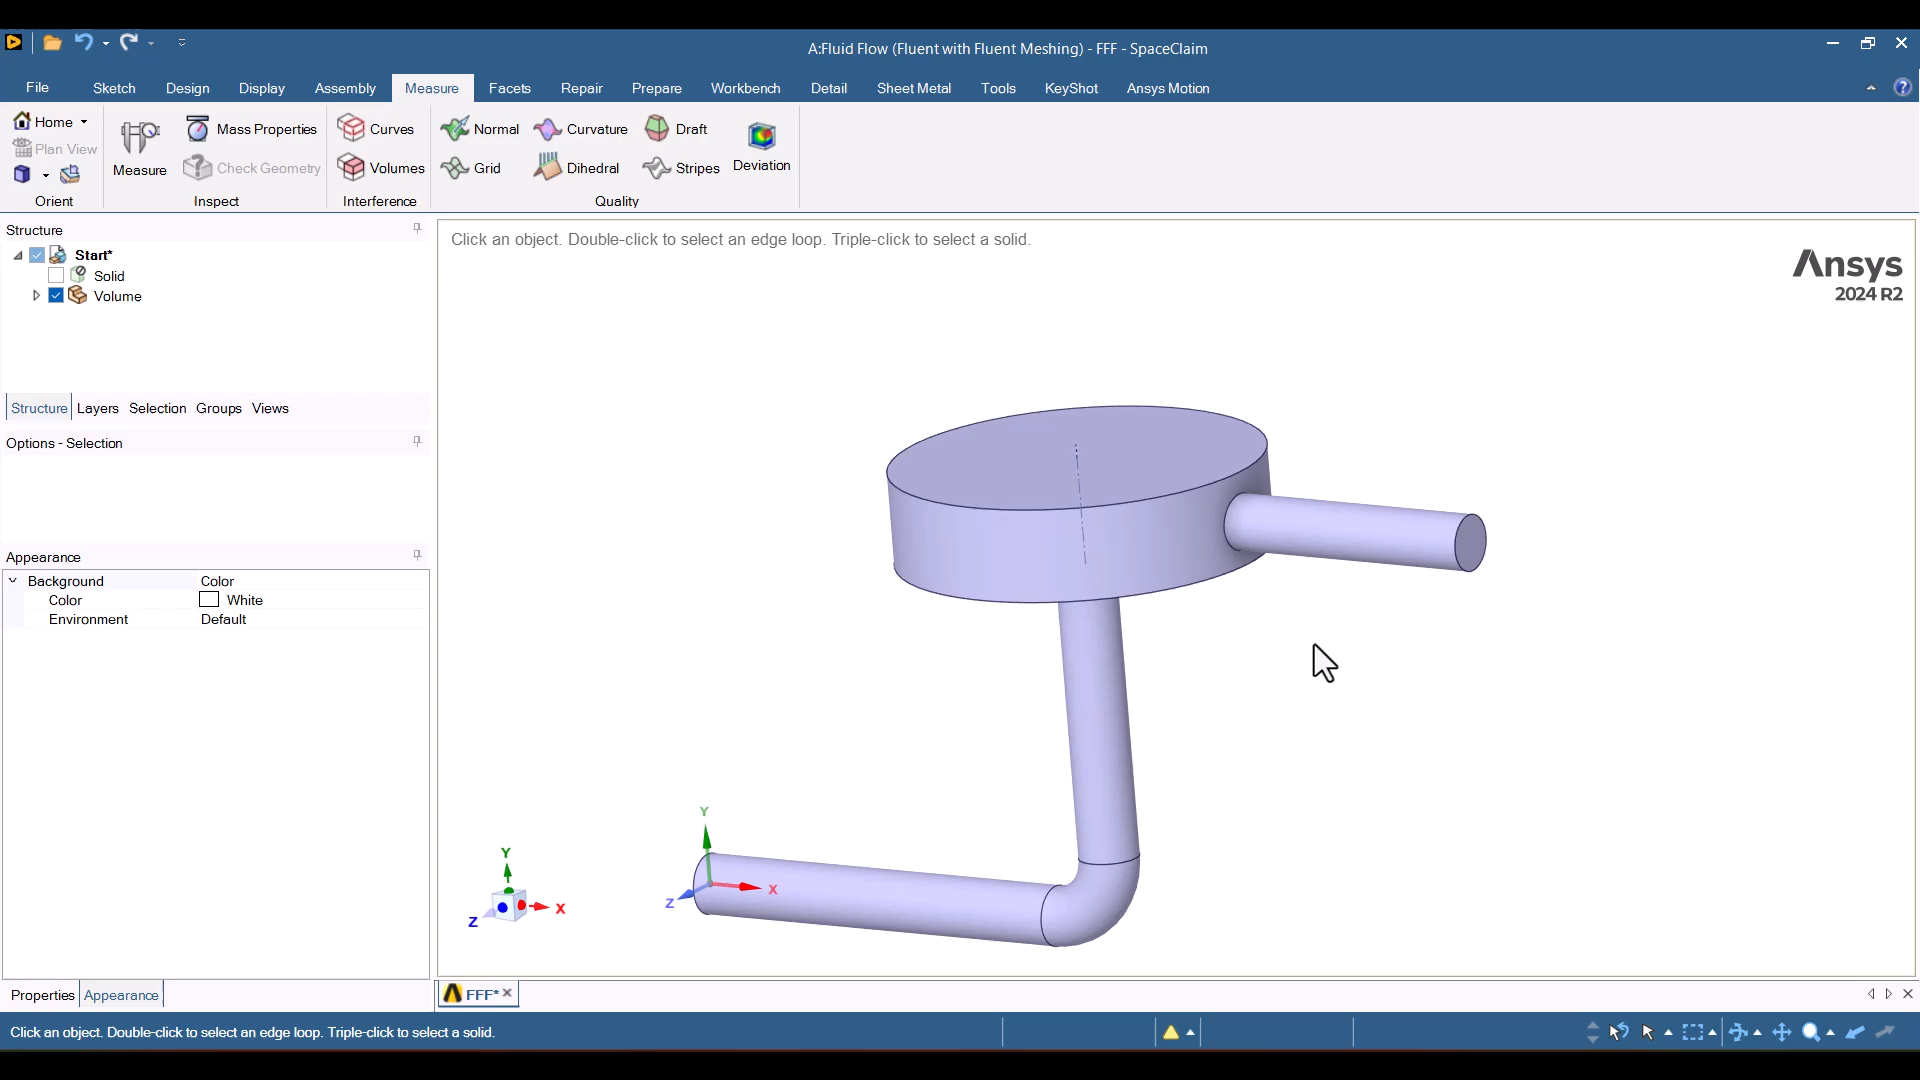 A:Fluid Flow (Fluent with Fluent Meshing) - FFF - SpaceClaim
File Sketch Design Display Assembly Measure Facets Repair Prepare Workbench Detail Sheet Metal Tools KeyShot Ansys Motion
Home Mass Properties Curves Normal Curvature Draft
Plan View Measure Check Geometry Volumes Grid Dihedral Stripes Deviation
Orient Inspect Interference Quality
Structure
Start*
Solid
Volume
Structure Layers Selection Groups Views
Options - Selection
Appearance
Background Color
Color White
Environment Default
Properties Appearance
Click an object. Double-click to select an edge loop. Triple-click to select a solid.
Ansys
2024 R2
Y
Z X
Y
Z X
FFF*
Click an object. Double-click to select an edge loop. Triple-click to select a solid.